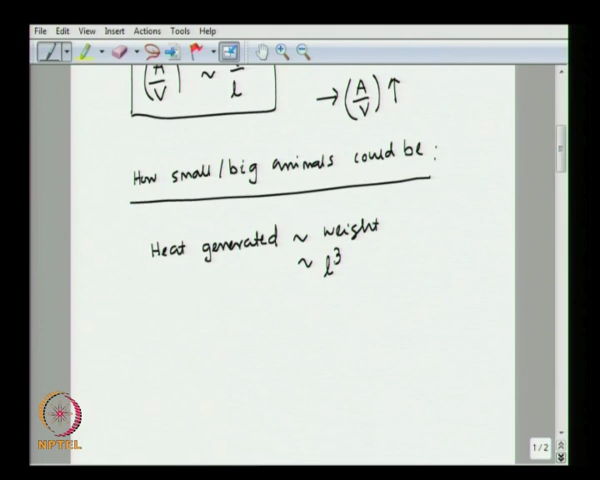 File Edit View Insert Actions Tools Help
(A/V) ~ 1/l
→ (A/V) ↑
How small/big animals could be:
Heat generated ~ weight
~ l³
NPTEL
1/2